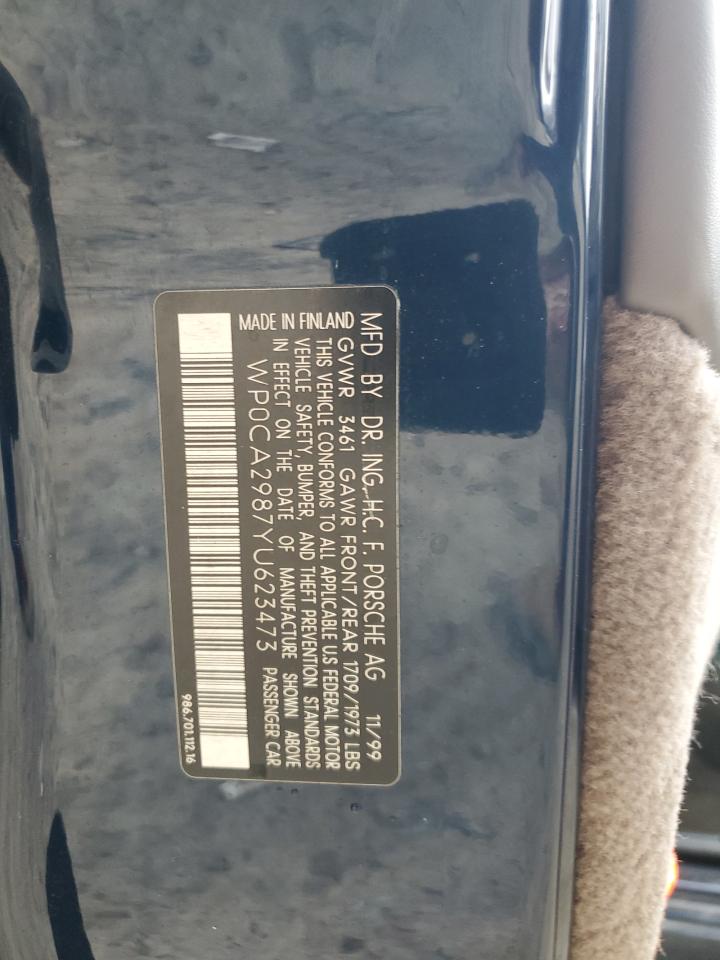 MFD BY DR. ING. H.C. F. PORSCHE AG 11/99
GVWR 3461 GAWR FRONT/REAR 1709/1973 LBS
THIS VEHICLE CONFORMS TO ALL APPLICABLE U.S FEDERAL MOTOR
VEHICLE SAFETY, BUMPER, AND THEFT PREVENTION STANDARDS
IN EFFECT ON THE DATE OF MANUFACTURE SHOWN ABOVE
MADE IN FINLAND WP0CA2987YU623473 PASSENGER CAR
986.701.112.16